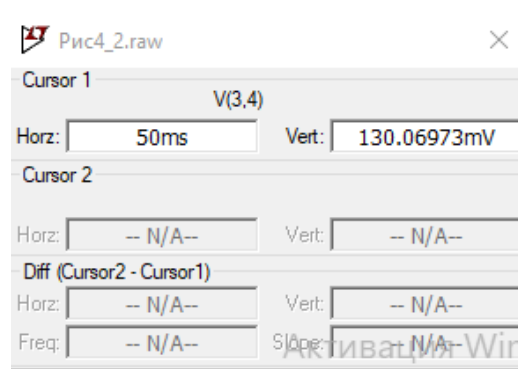 Рис4_2.raw
Cursor 1
V(3,4)
Horz: 50ms Vert: 130.06973mV
Cursor 2
Horz: -- N/A-- Vert: -- N/A--
Diff (Cursor2 - Cursor1)
Horz: -- N/A-- Vert: -- N/A--
Freq: -- N/A-- Slope: -- N/A--
Активация Win